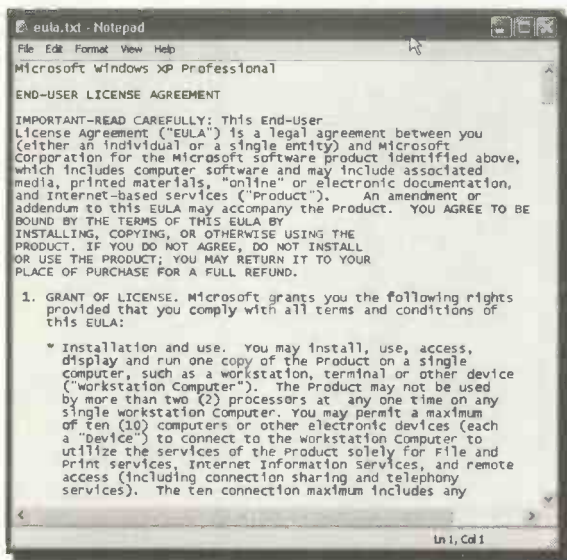 eula.txt - Notepad
File Edit Format View Help
Microsoft Windows XP Professional
END-USER LICENSE AGREEMENT
IMPORTANT-READ CAREFULLY: This End-User
License Agreement ("EULA") is a legal agreement between you
(either an individual or a single entity) and Microsoft
Corporation for the Microsoft software product identified above,
which includes computer software and may include associated
media, printed materials, "online" or electronic documentation,
and Internet-based services ("Product"). An amendment or
addendum to this EULA may accompany the Product. YOU AGREE TO BE
BOUND BY THE TERMS OF THIS EULA BY
INSTALLING, COPYING, OR OTHERWISE USING THE
PRODUCT. IF YOU DO NOT AGREE, DO NOT INSTALL
OR USE THE PRODUCT; YOU MAY RETURN IT TO YOUR
PLACE OF PURCHASE FOR A FULL REFUND.
1. GRANT OF LICENSE. Microsoft grants you the following rights
provided that you comply with all terms and conditions of
this EULA:
* Installation and use. You may install, use, access,
display and run one copy of the Product on a single
computer, such as a workstation, terminal or other device
("Workstation Computer"). The Product may not be used
by more than two (2) processors at any one time on any
single Workstation Computer. You may permit a maximum
of ten (10) computers or other electronic devices (each
a "Device") to connect to the Workstation Computer to
utilize the services of the Product solely for File and
Print services, Internet Information Services, and remote
access (including connection sharing and telephony
services). The ten connection maximum includes any
Ln 1, Col 1